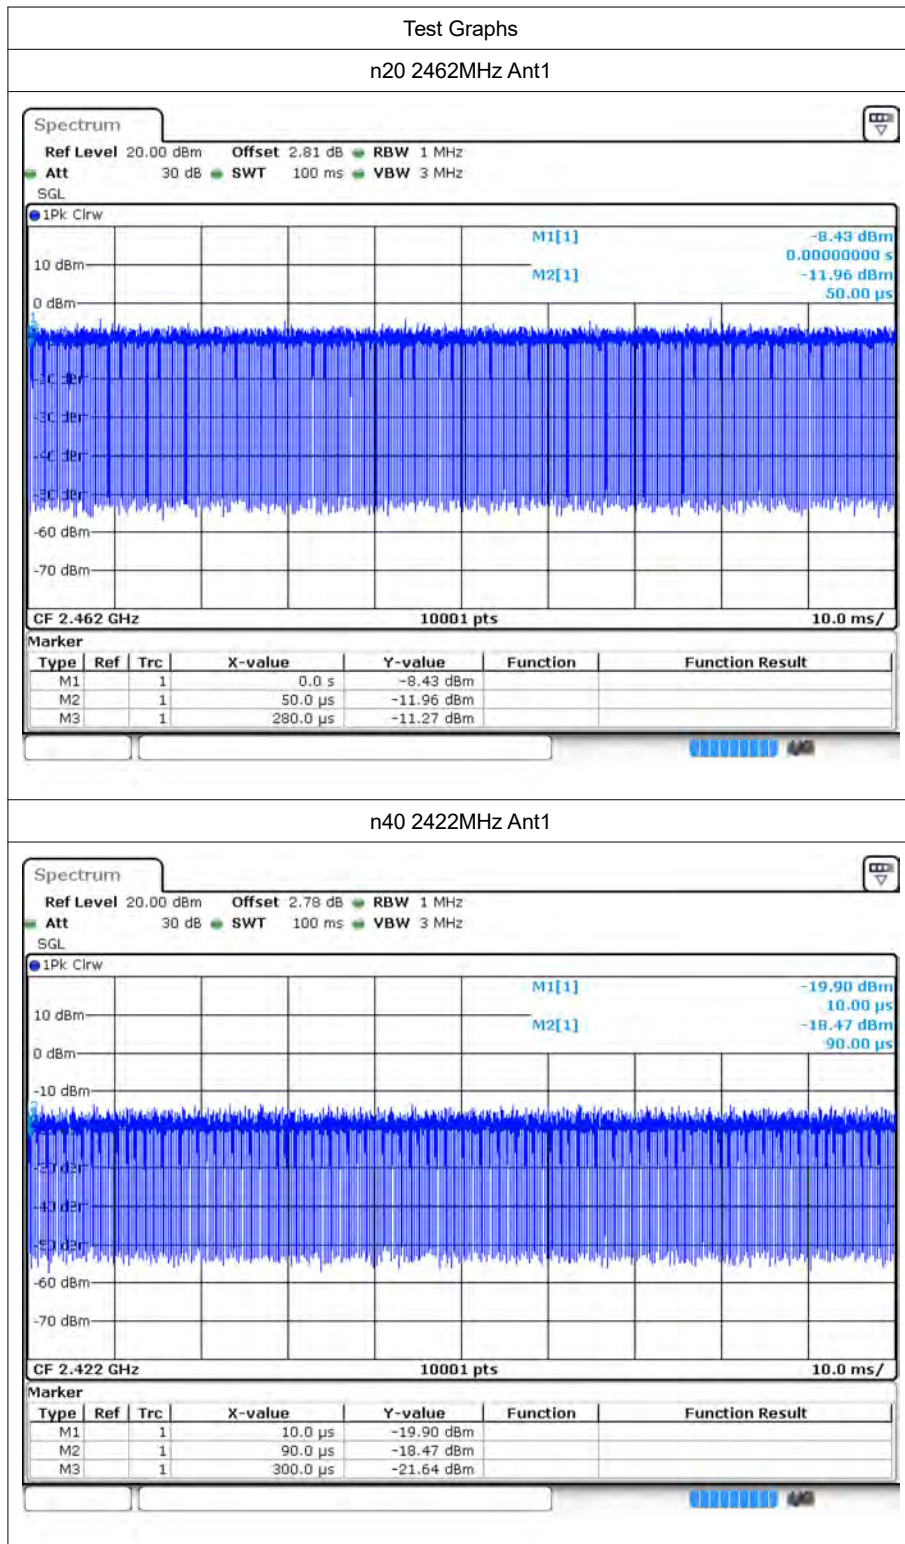 Test Graphs
n20 2462MHz Ant1
Spectrum
Ref Level 20.00 dBm Offset 2.81 dB RBW 1 MHz
Att 30 dB SWT 100 ms VBW 3 MHz
SGL
1Pk Clrw
M1[1] -8.43 dBm
0.00000000 s
10 dBm
M2[1] -11.96 dBm
50.00 µs
0 dBm
-60 dBm
-70 dBm
CF 2.462 GHz 10001 pts 10.0 ms/
Marker
Type Ref Trc X-value Y-value Function Function Result
M1 1 0.0 s -8.43 dBm
M2 1 50.0 µs -11.96 dBm
M3 1 280.0 µs -11.27 dBm
n40 2422MHz Ant1
Spectrum
Ref Level 20.00 dBm Offset 2.78 dB RBW 1 MHz
Att 30 dB SWT 100 ms VBW 3 MHz
SGL
1Pk Clrw
M1[1] -19.90 dBm
10.00 µs
10 dBm
M2[1] -18.47 dBm
90.00 µs
0 dBm
-10 dBm
-60 dBm
-70 dBm
CF 2.422 GHz 10001 pts 10.0 ms/
Marker
Type Ref Trc X-value Y-value Function Function Result
M1 1 10.0 µs -19.90 dBm
M2 1 90.0 µs -18.47 dBm
M3 1 300.0 µs -21.64 dBm